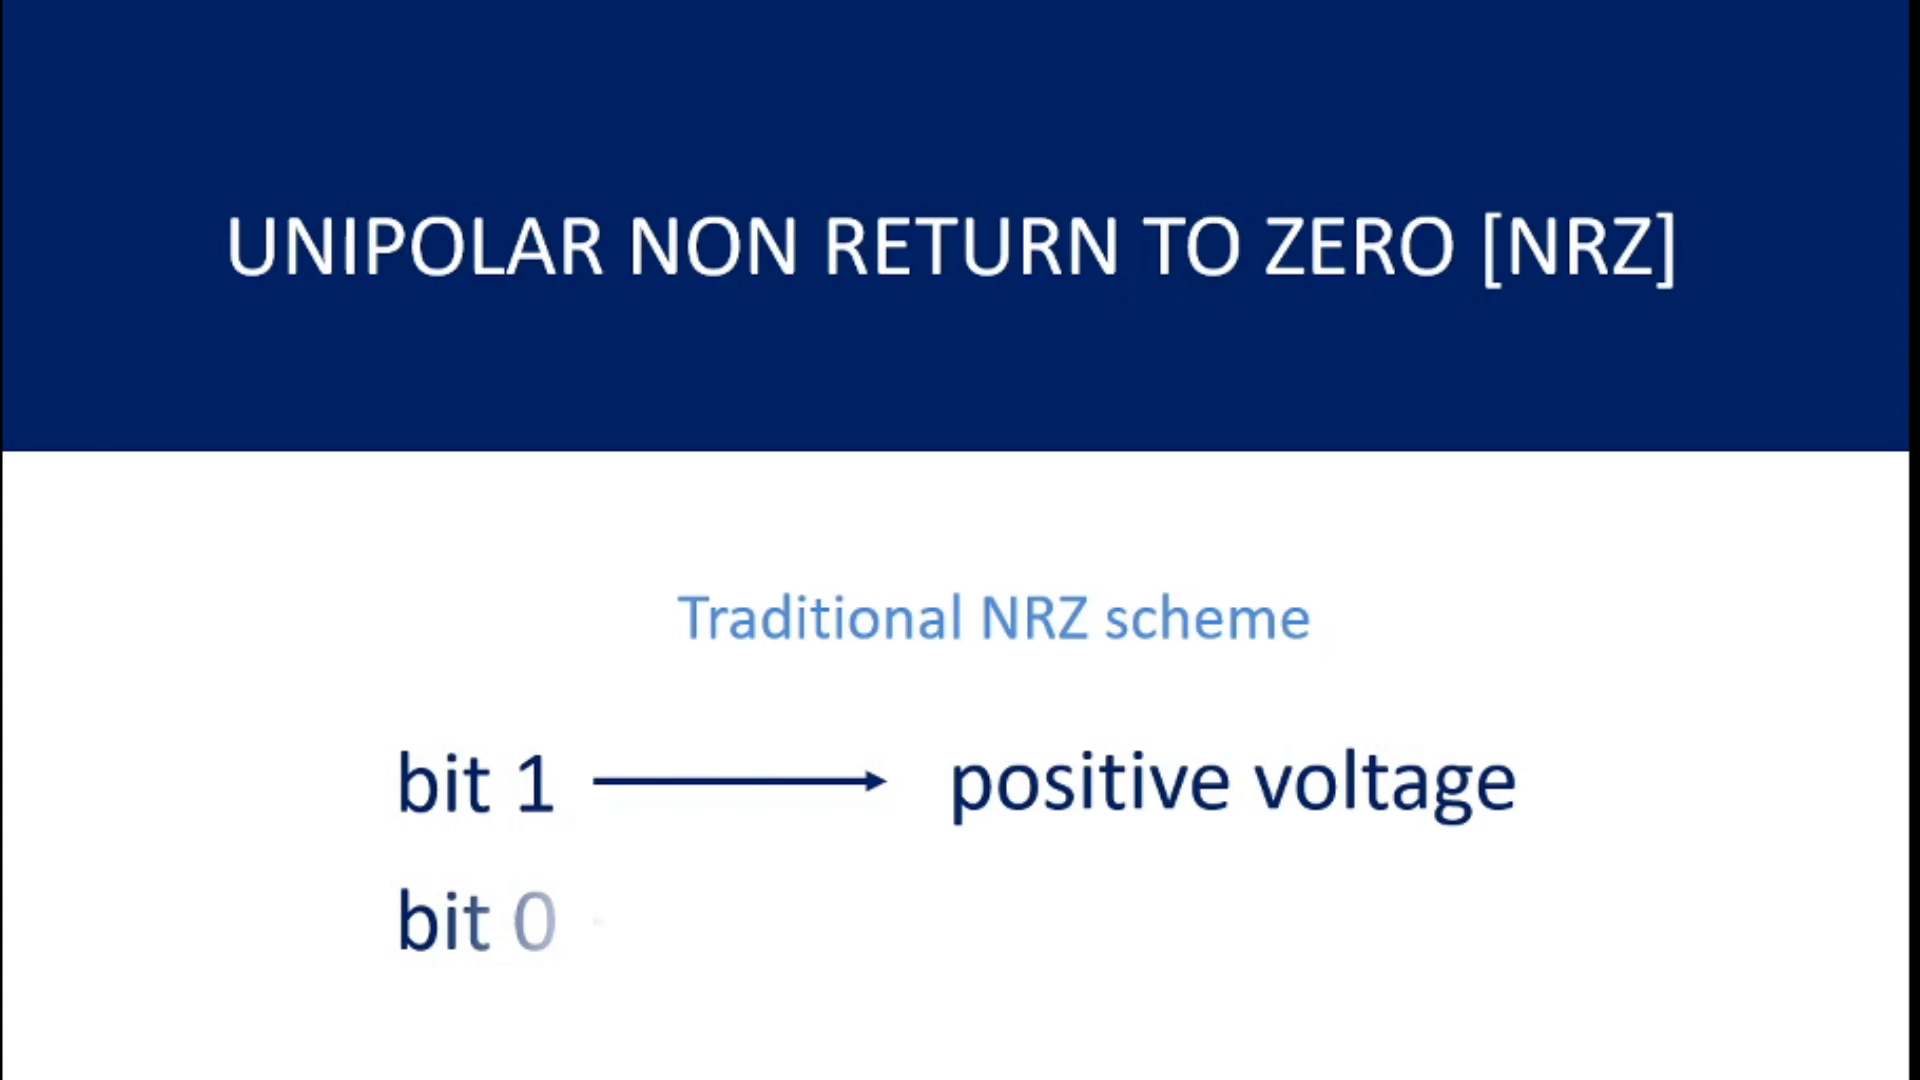 UNIPOLAR NON RETURN TO ZERO [NRZ]
Traditional NRZ scheme
bit 1 positive voltage
bit 0